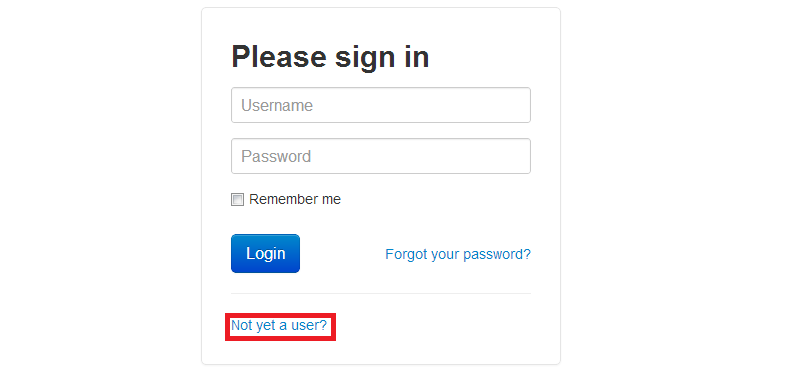 Please sign in
Username
Password
Remember me
Login
Forgot your password?
Not yet a user?